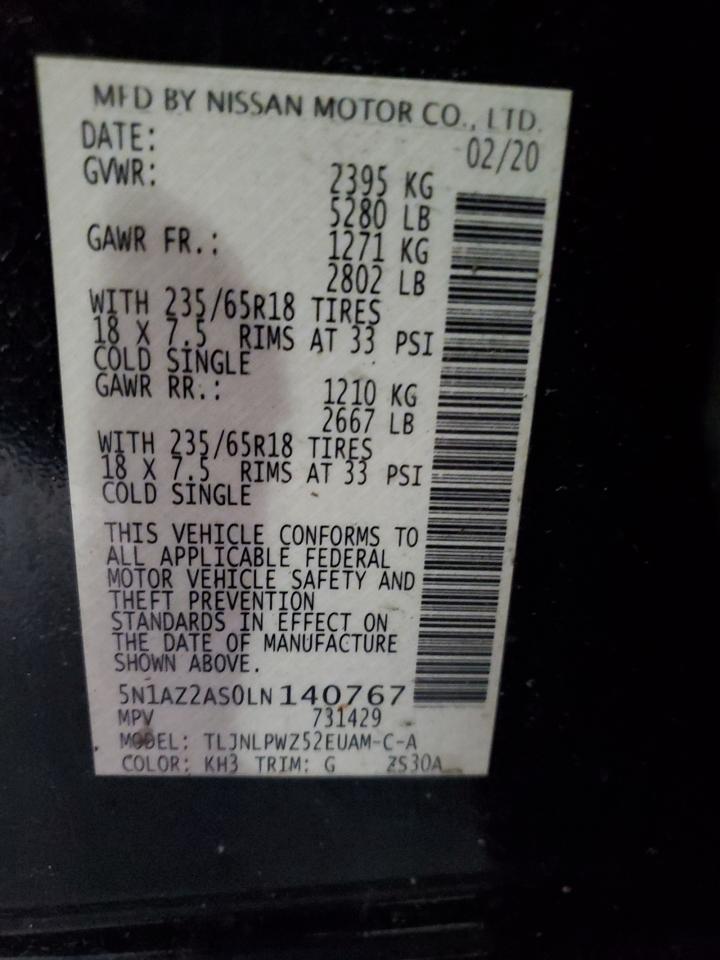 MFD BY NISSAN MOTOR CO., LTD.
DATE: 02/20
GVWR: 2395 KG
5280 LB
GAWR FR.: 1271 KG
2802 LB
WITH 235/65R18 TIRES
18 X 7.5 RIMS AT 33 PSI
COLD SINGLE
GAWR RR.: 1210 KG
2667 LB
WITH 235/65R18 TIRES
18 X 7.5 RIMS AT 33 PSI
COLD SINGLE
THIS VEHICLE CONFORMS TO
ALL APPLICABLE FEDERAL
MOTOR VEHICLE SAFETY AND
THEFT PREVENTION
STANDARDS IN EFFECT ON
THE DATE OF MANUFACTURE
SHOWN ABOVE.
5N1AZ2AS0LN140767
MPV 731429
MODEL: TLJNLPWZ52EUAM-C-A
COLOR: KH3 TRIM: G ZS30A